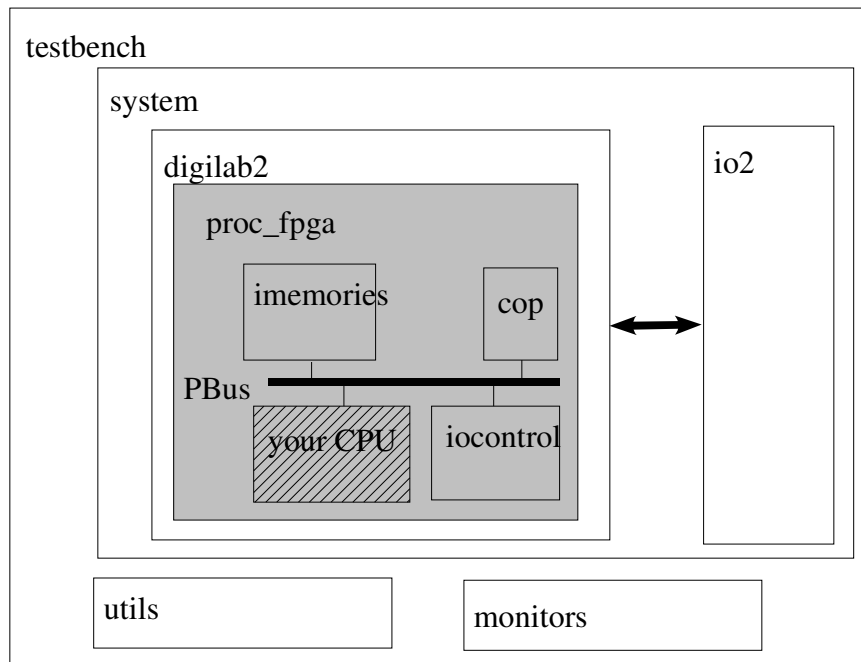 testbench
system
digilab2
io2
proc_fpga
imemories
cop
PBus
your CPU
iocontrol
utils
monitors